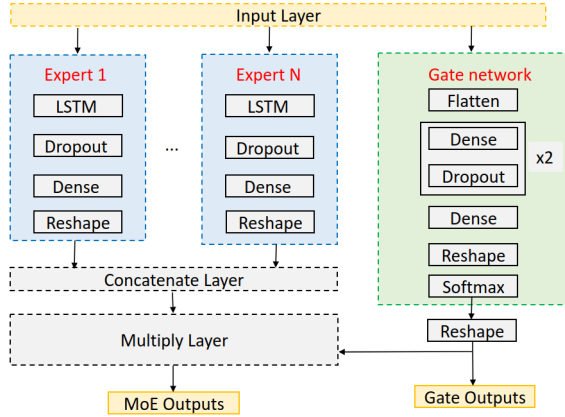 Input Layer
Expert 1
LSTM
Dropout
Dense
Reshape
...
Expert N
LSTM
Dropout
Dense
Reshape
Gate network
Flatten
Dense
Dropout
x2
Dense
Reshape
Softmax
Reshape
Concatenate Layer
Multiply Layer
MoE Outputs
Gate Outputs